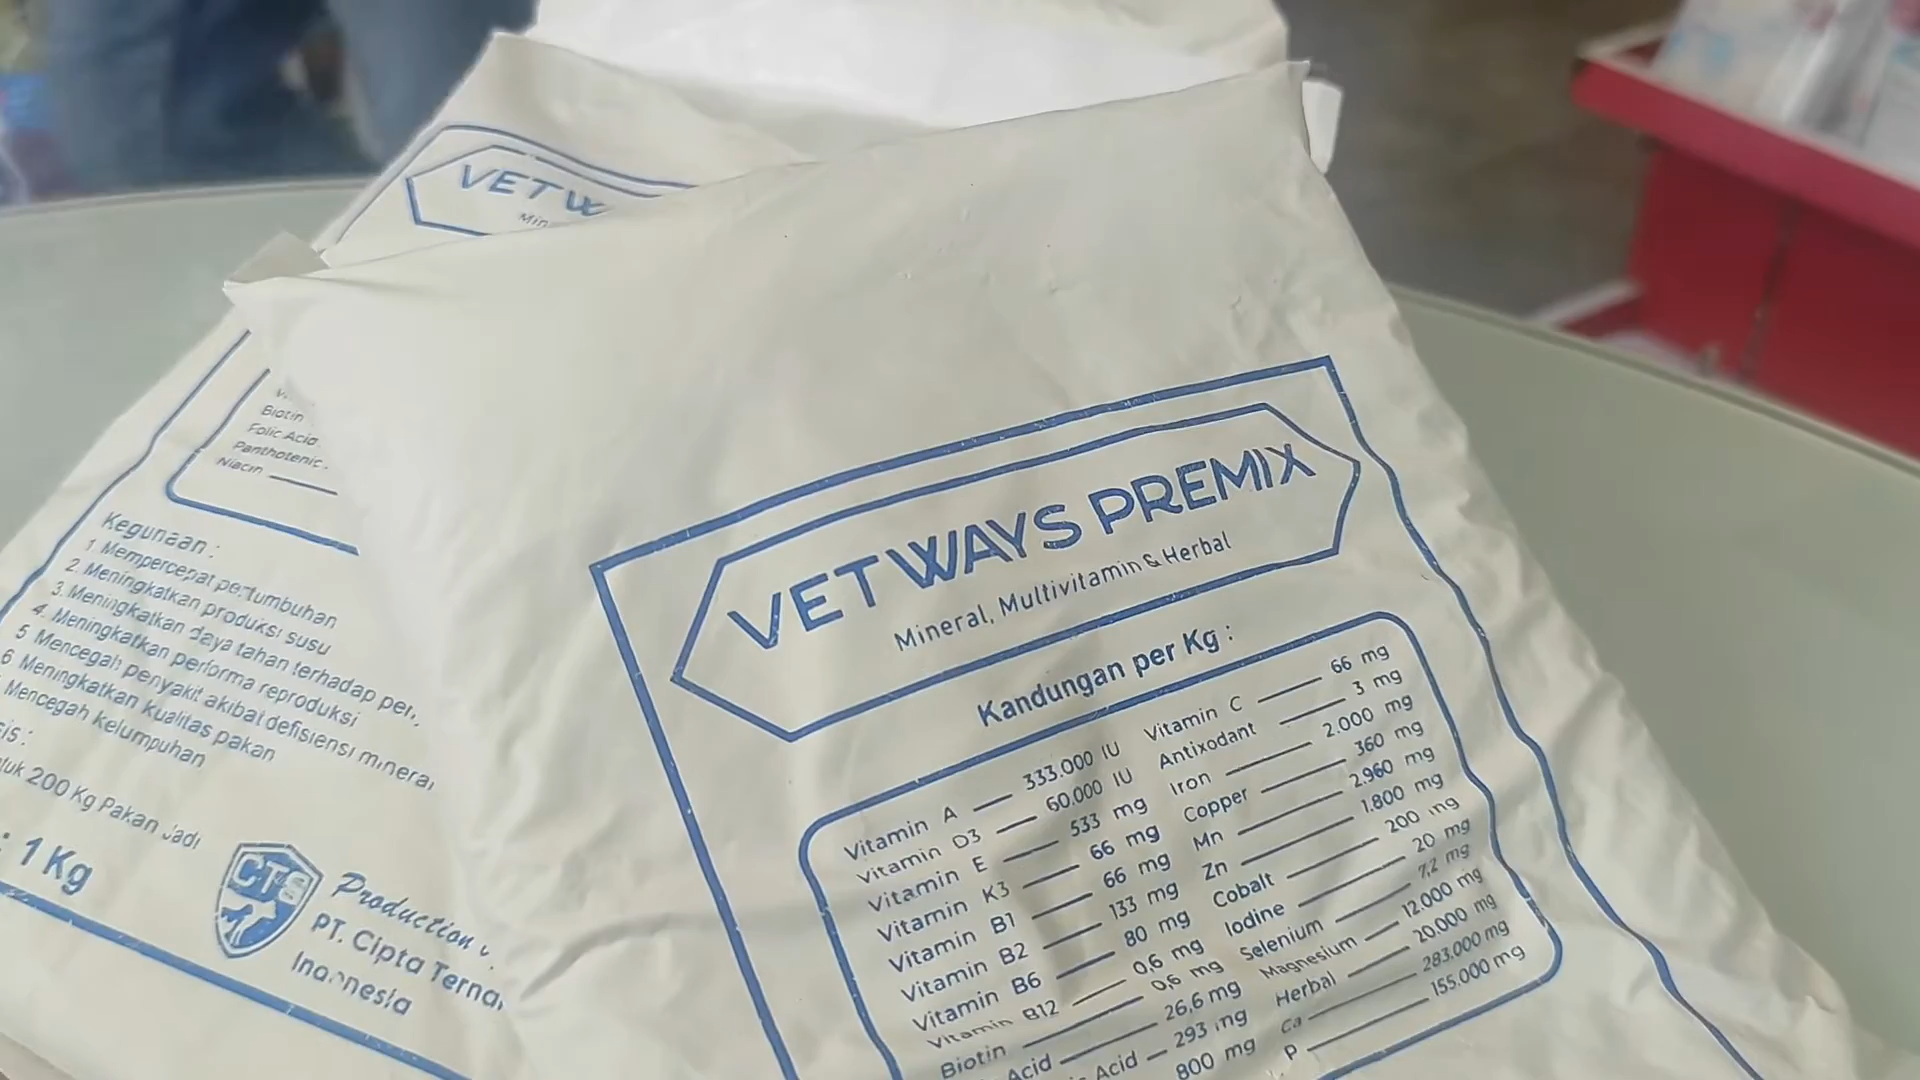 VETW
Biotin
Folic Acid
Panthotenic
Niacin
Kegunaan :
1 Mempercepat pertumbuhan
2. Meningkatkan produksi susu
3. Meningkatkan daya tahan terhadap
4. Meningkatkan performa reproduksi
5 Mencegah penyakit akibat defisiensi mineral
6 Meningkatkan kualitas pakan
Mencegah kelumpuhan
200 Kg Pakan Jadi
: 1 Kg
CTS
Production
PT. Cipta
Indonesia
VETWAYS PREMIX
Mineral, Multivitamin & Herbal
Kandungan per Kg :
Vitamin A 333.000 IU
Vitamin D3 60.000 IU
Vitamin E 533 mg
Vitamin K3 66 mg
Vitamin B1 66 mg
Vitamin B2 133 mg
Vitamin B6 80 mg
Vitamin B12 0,6 mg
Biotin 0,6 mg
Acid 26,6 mg
Acid 293 mg
800 mg
Vitamin C 66 mg
Antixodant 3 mg
Iron 2.000 mg
Copper 360 mg
Mn 2.960 mg
Zn 1.800 mg
Cobalt 200 mg
Iodine 20 mg
Selenium 7,2 mg
Magnesium 12.000 mg
Herbal 20.000 mg
Ca 283.000 mg
P 155.000 mg